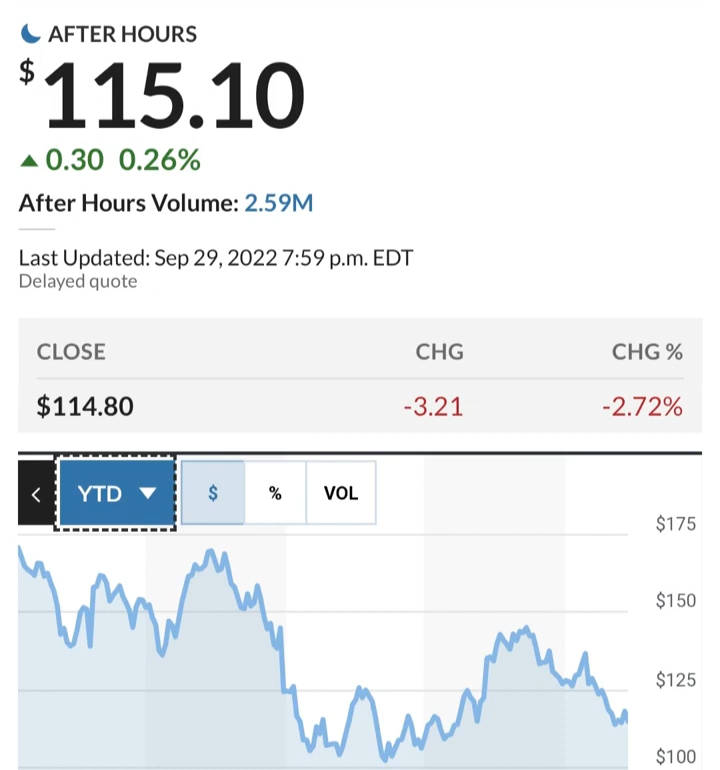 AFTER HOURS
$115.10
0.30 0.26%
After Hours Volume: 2.59M
Last Updated: Sep 29, 2022 7:59 p.m. EDT
Delayed quote
CLOSE CHG CHG %
$114.80 -3.21 -2.72%
YTD $ % VOL
$175
$150
$125
$100